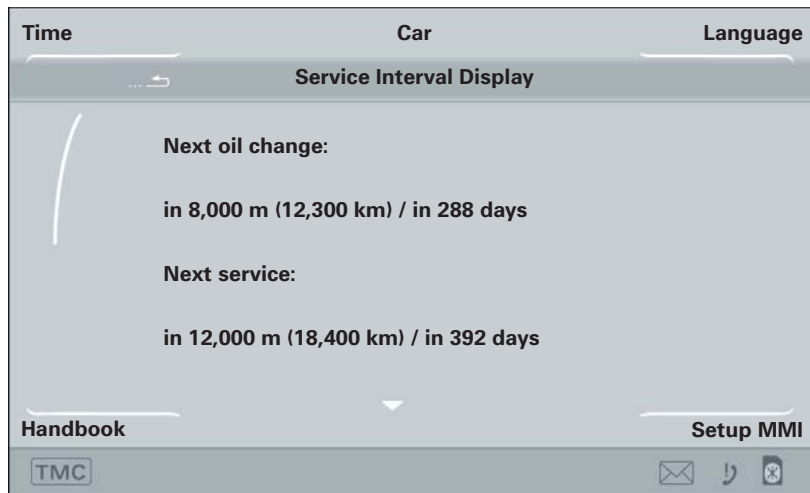 Time Car Language
... Service Interval Display
Next oil change:
in 8,000 m (12,300 km) / in 288 days
Next service:
in 12,000 m (18,400 km) / in 392 days
Handbook Setup MMI
TMC